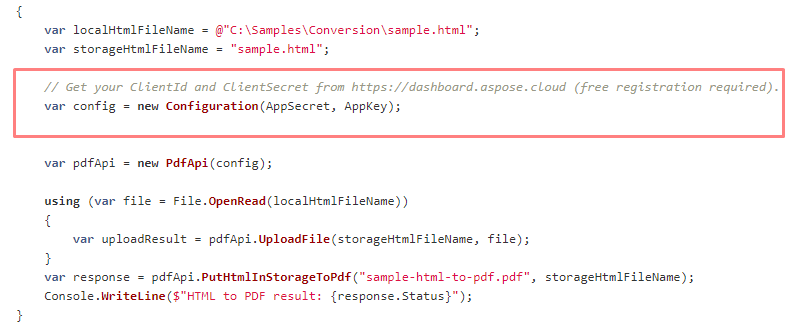 {
var localHtmlFileName = @"C:\Samples\Conversion\sample.html";
var storageHtmlFileName = "sample.html";
// Get your ClientId and ClientSecret from https://dashboard.aspose.cloud (free registration required).
var config = new Configuration(AppSecret, AppKey);
var pdfApi = new PdfApi(config);
using (var file = File.OpenRead(localHtmlFileName))
{
var uploadResult = pdfApi.UploadFile(storageHtmlFileName, file);
}
var response = pdfApi.PutHtmlInStorageToPdf("sample-html-to-pdf.pdf", storageHtmlFileName);
Console.WriteLine($"HTML to PDF result: {response.Status}");
}